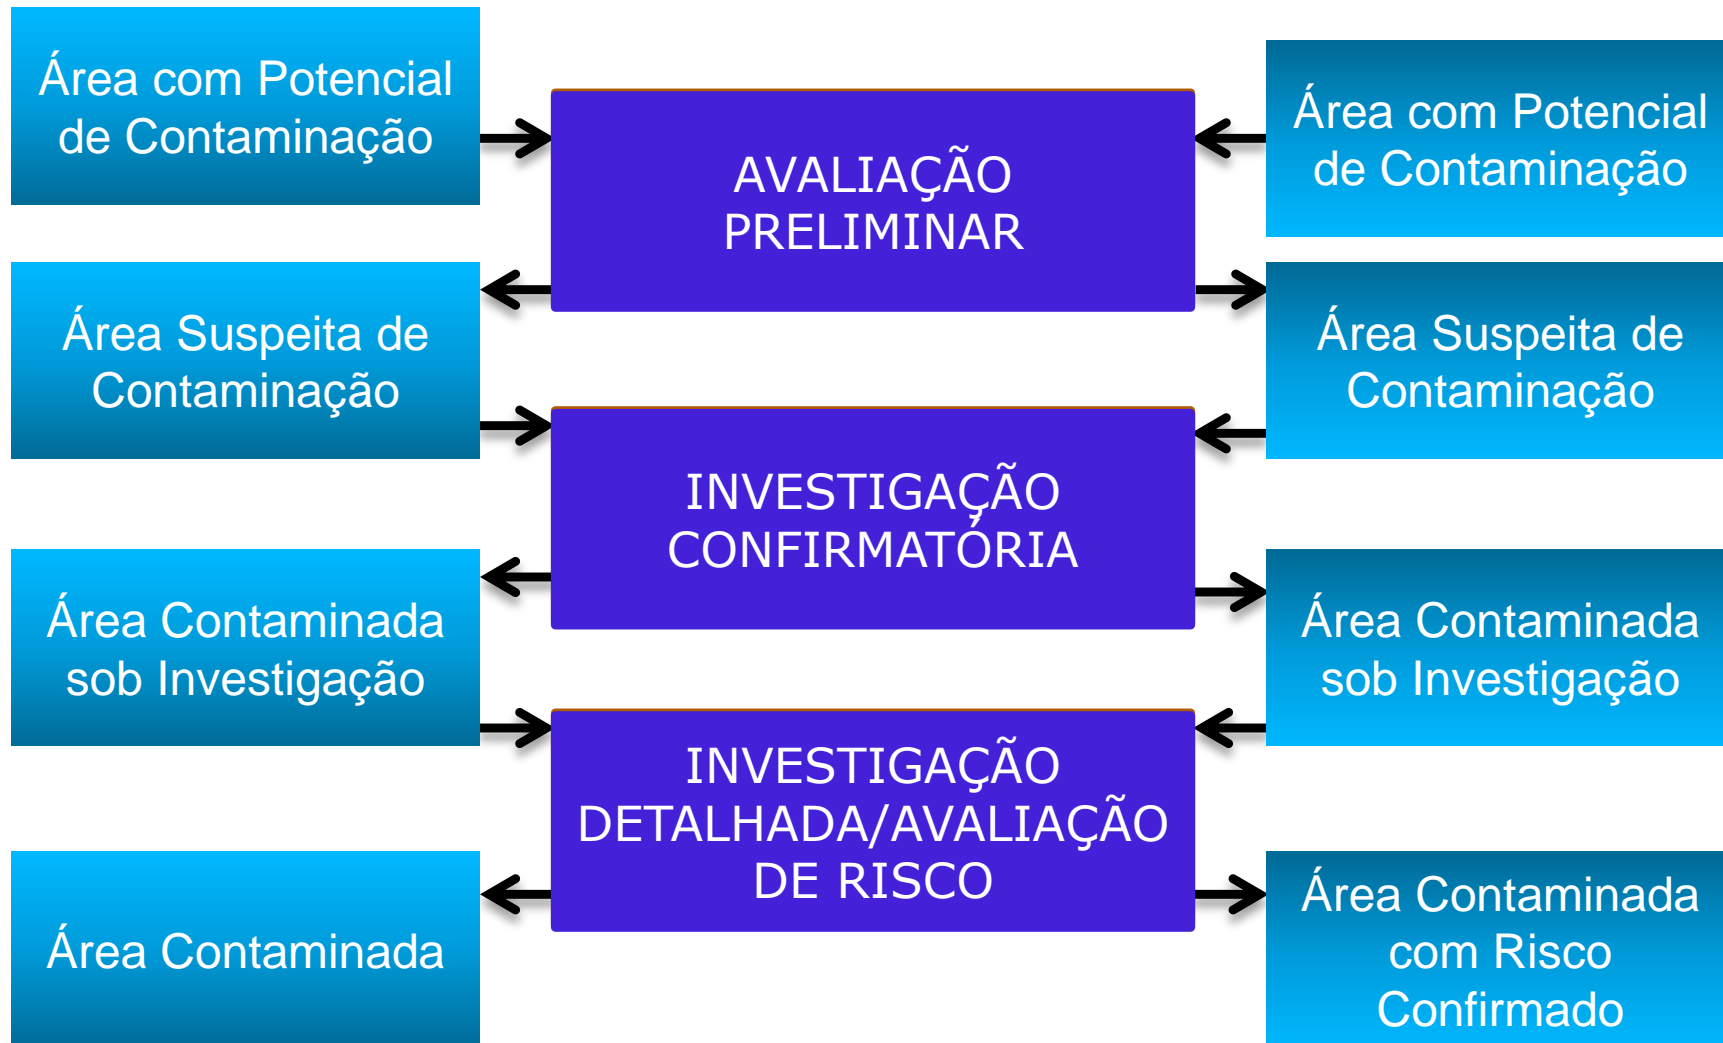 Área com Potencial
de Contaminação
AVALIAÇÃO
PRELIMINAR
Área com Potencial
de Contaminação
Área Suspeita de
Contaminação
Área Suspeita de
Contaminação
INVESTIGAÇÃO
CONFIRMATÓRIA
Área Contaminada
sob Investigação
Área Contaminada
sob Investigação
INVESTIGAÇÃO
DETALHADA/AVALIAÇÃO
DE RISCO
Área Contaminada
Área Contaminada
com Risco
Confirmado